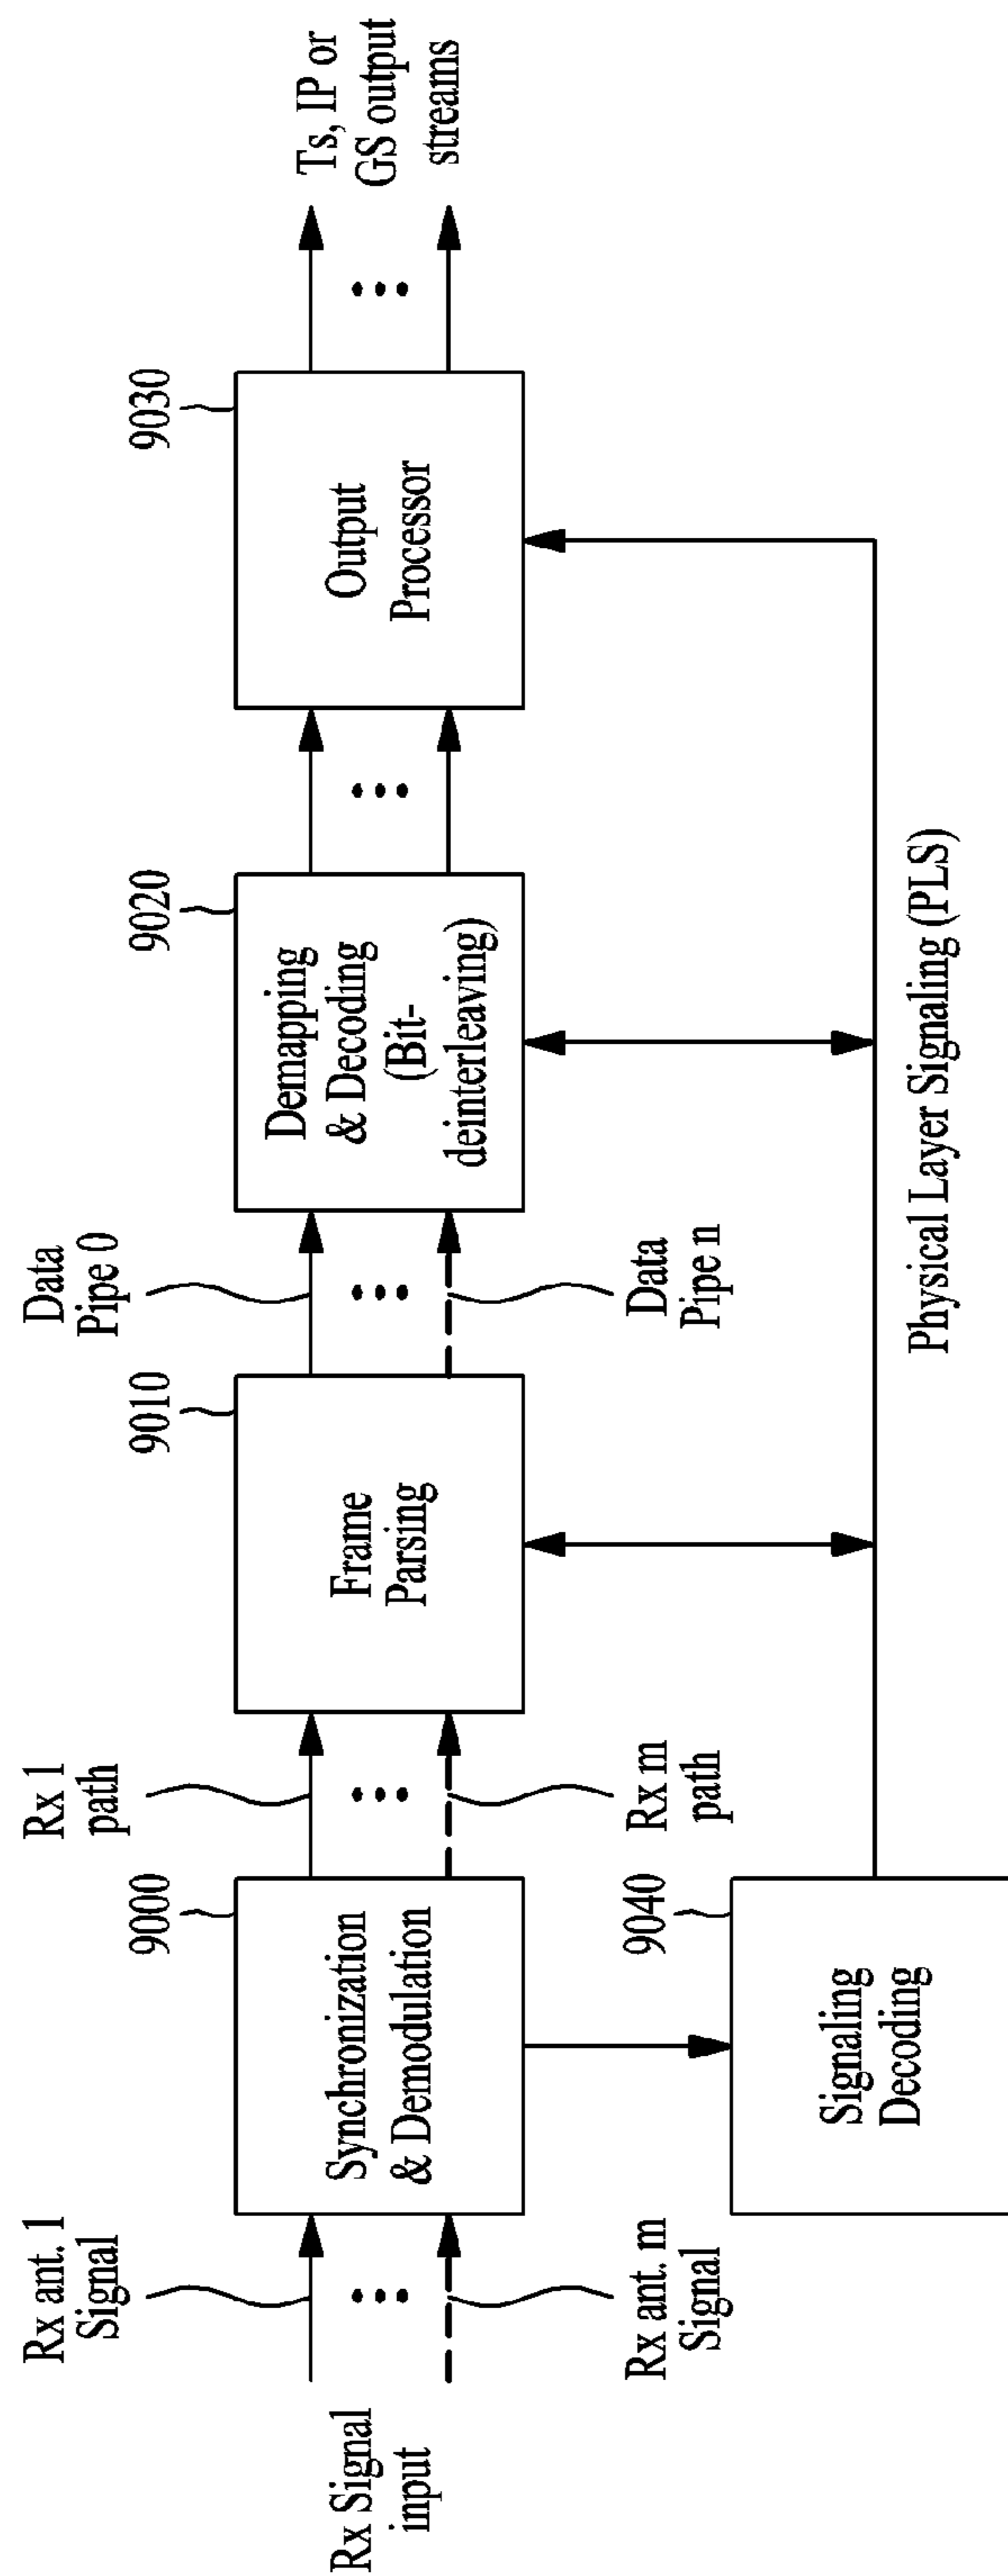 Rx Signal
input
Rx ant. 1
Signal
Rx ant. m
Signal
9000
Synchronization
& Demodulation
Rx 1
path
Rx m
path
9010
Frame
Parsing
Data
Pipe 0
Data
Pipe n
9020
Demapping
& Decoding
(Bit-
deinterleaving)
9030
Output
Processor
Ts, IP or
GS output
streams
9040
Signaling
Decoding
Physical Layer Signaling (PLS)